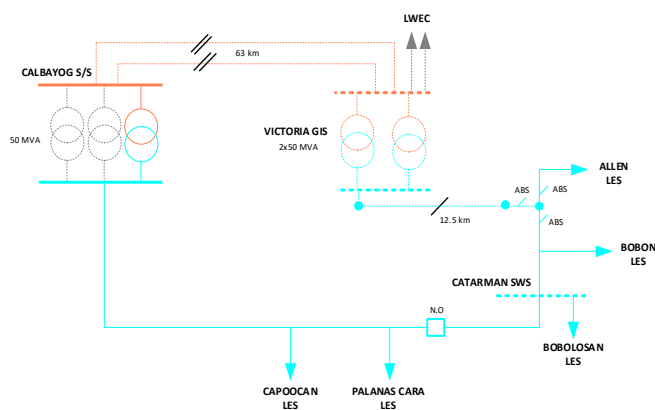 LWEC
63 km
CALBAYOG S/S
50 MVA
VICTORIA GIS
2x50 MVA
ALLEN
LES
ABS
ABS
ABS
12.5 km
BOBON
LES
CATARMAN SWS
N.O
BOBOLOSAN
LES
CAPOOCAN
LES
PALANAS CARA
LES